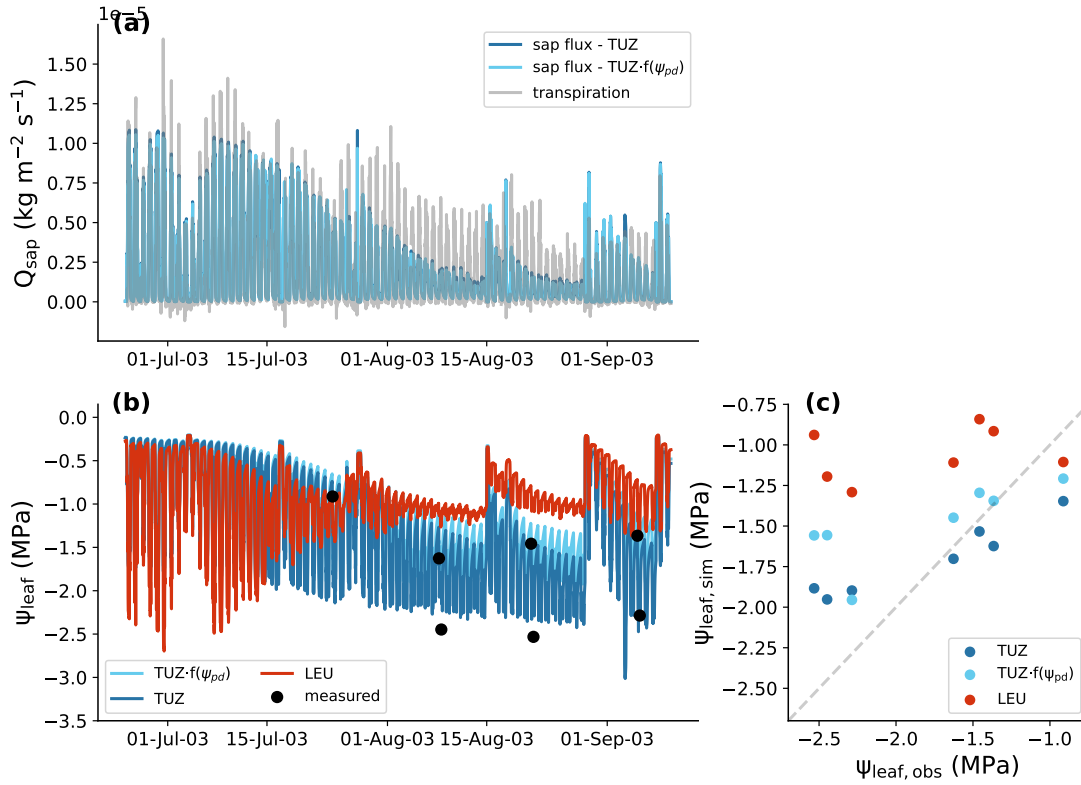 1e−5
(a)
sap flux - TUZ
sap flux - TUZ·f(ψpd)
transpiration
Qsap (kg m−2 s−1)
1.50
1.25
1.00
0.75
0.50
0.25
0.00
01-Jul-03
15-Jul-03
01-Aug-03
15-Aug-03
01-Sep-03
(b)
ψleaf (MPa)
0.0
−0.5
−1.0
−1.5
−2.0
−2.5
−3.0
−3.5
TUZ·f(ψpd)
TUZ
LEU
measured
01-Jul-03
15-Jul-03
01-Aug-03
15-Aug-03
01-Sep-03
(c)
ψleaf,sim (MPa)
−0.75
−1.00
−1.25
−1.50
−1.75
−2.00
−2.25
−2.50
TUZ
TUZ·f(ψpd)
LEU
−2.5
−2.0
−1.5
−1.0
ψleaf, obs (MPa)